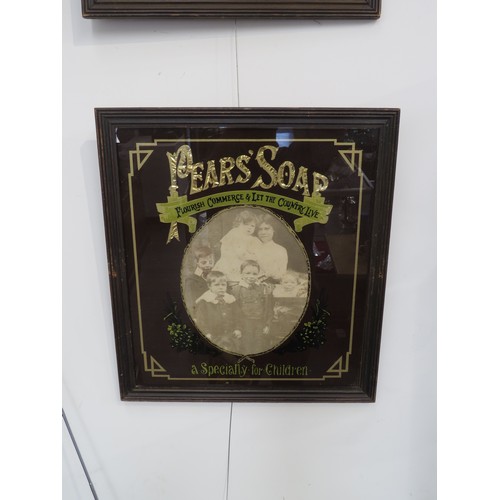 PEARS' SOAP
FLOURISH COMMERCE & LET THE COUNTRY LIVE
a Specialty for Children